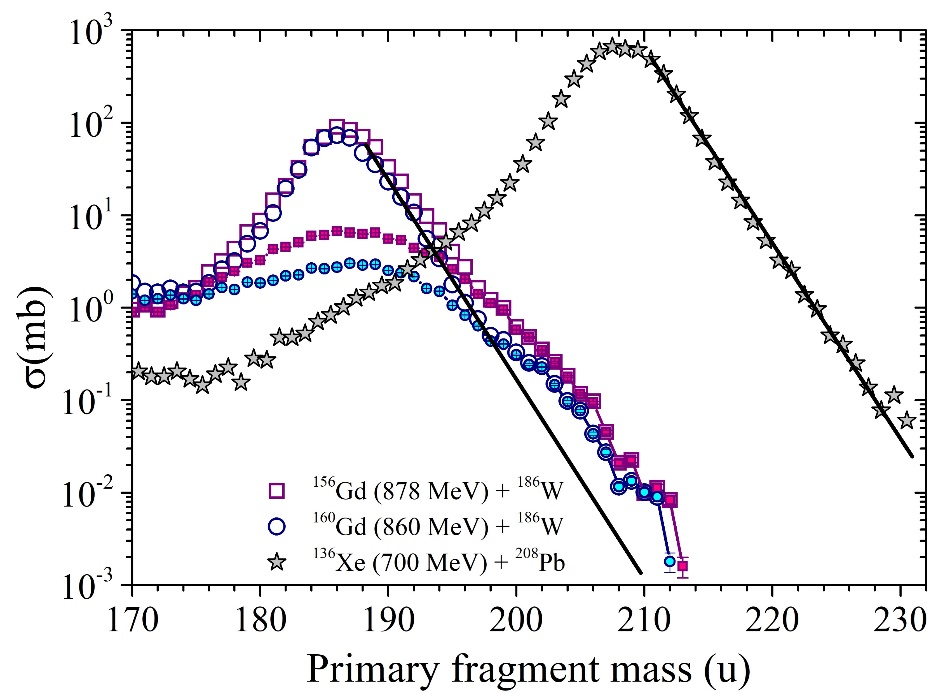 10³
10²
10¹
10⁰
10⁻¹
10⁻²
10⁻³
σ(mb)
¹⁵⁶Gd (878 MeV) + ¹⁸⁶W
¹⁶⁰Gd (860 MeV) + ¹⁸⁶W
¹³⁶Xe (700 MeV) + ²⁰⁸Pb
170 180 190 200 210 220 230
Primary fragment mass (u)